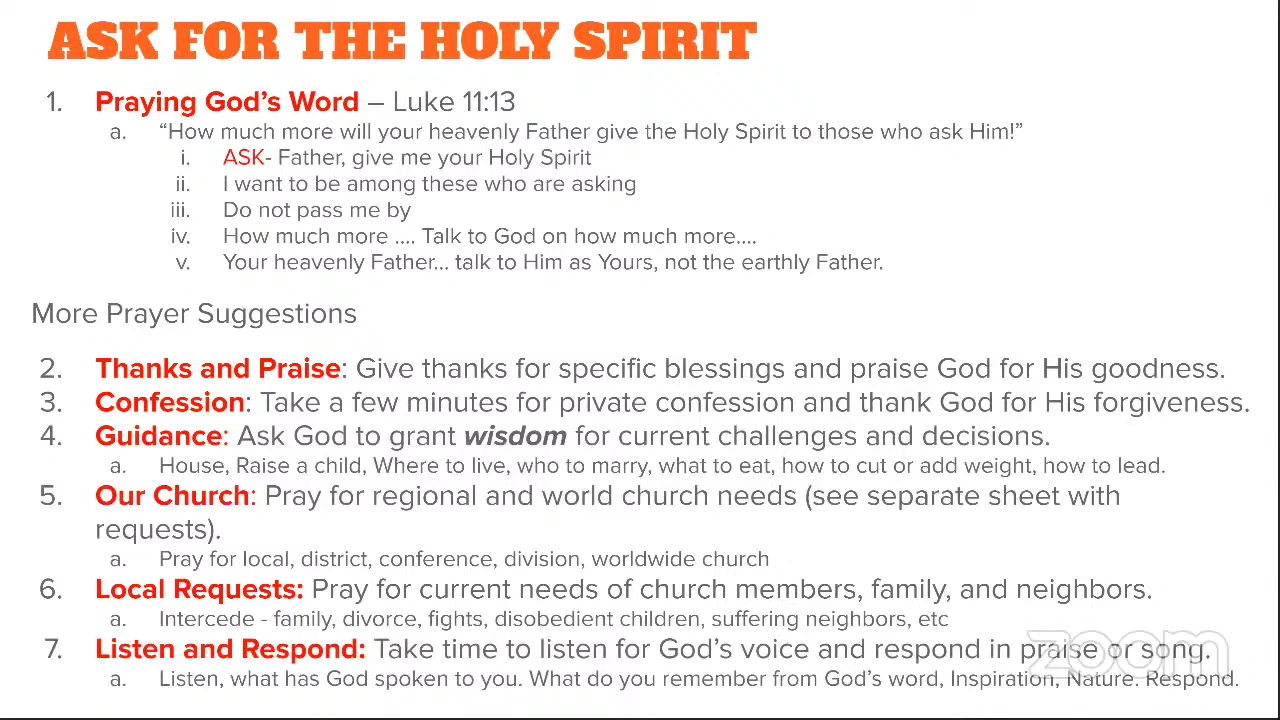 ASK FOR THE HOLY SPIRIT
1. Praying God’s Word – Luke 11:13
a. “How much more will your heavenly Father give the Holy Spirit to those who ask Him!”
i. ASK- Father, give me your Holy Spirit
ii. I want to be among these who are asking
iii. Do not pass me by
iv. How much more .... Talk to God on how much more....
v. Your heavenly Father... talk to Him as Yours, not the earthly Father.
More Prayer Suggestions
2. Thanks and Praise: Give thanks for specific blessings and praise God for His goodness.
3. Confession: Take a few minutes for private confession and thank God for His forgiveness.
4. Guidance: Ask God to grant wisdom for current challenges and decisions.
a. House, Raise a child, Where to live, who to marry, what to eat, how to cut or add weight, how to lead.
5. Our Church: Pray for regional and world church needs (see separate sheet with
requests).
a. Pray for local, district, conference, division, worldwide church
6. Local Requests: Pray for current needs of church members, family, and neighbors.
a. Intercede - family, divorce, fights, disobedient children, suffering neighbors, etc
7. Listen and Respond: Take time to listen for God’s voice and respond in praise or song.
a. Listen, what has God spoken to you. What do you remember from God’s word, Inspiration, Nature. Respond.
zoom